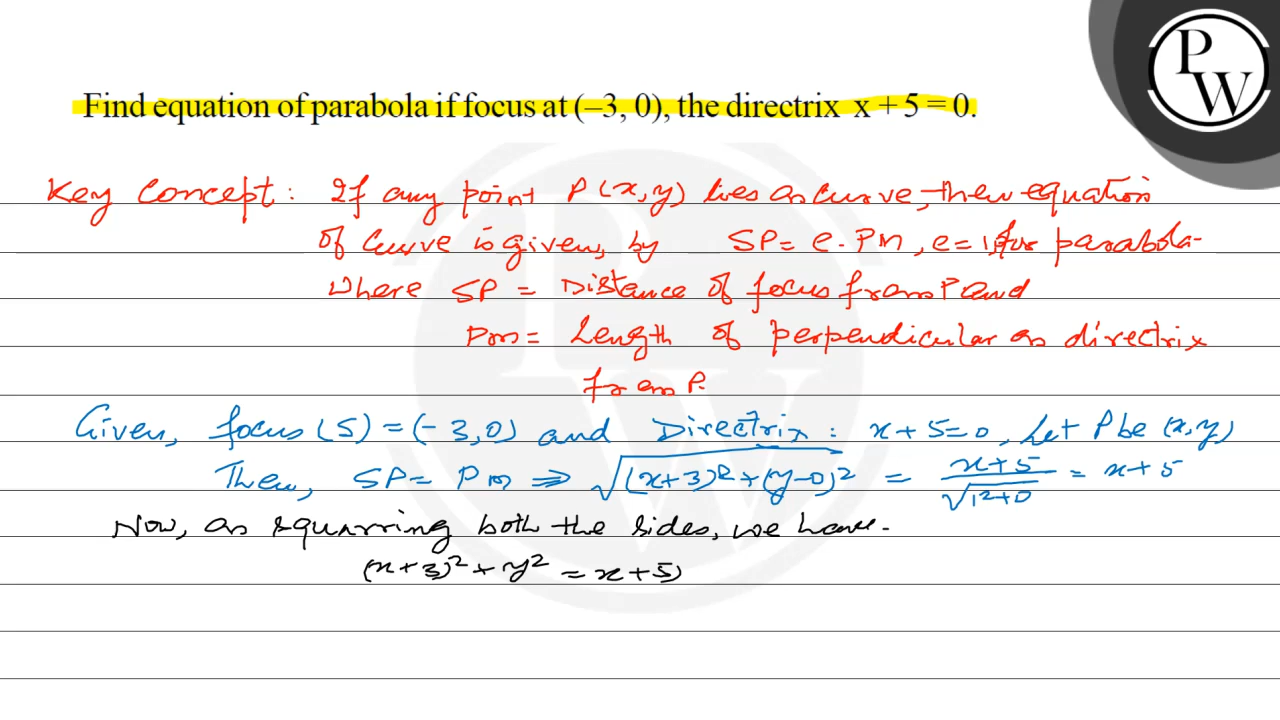 P
W
Find equation of parabola if focus at (–3, 0), the directrix x + 5 = 0.
Key concept: If any point P(x,y) lies on curve, then equation
of curve is given, by SP = e·PM, e=1, for parabola
where SP = Distance of focus from P and
PM = Length of perpendicular on directrix
from P.
Given, focus (S) = (-3,0) and Directrix: x+5=0, Let P be (x,y)
Then, SP = PM ⇒ √((x+3)²+(y-0)²) = (x+5)/√(1²+0) = x+5
Now, on squarring both the sides, we have-
(x+3)² + y² = x+5)